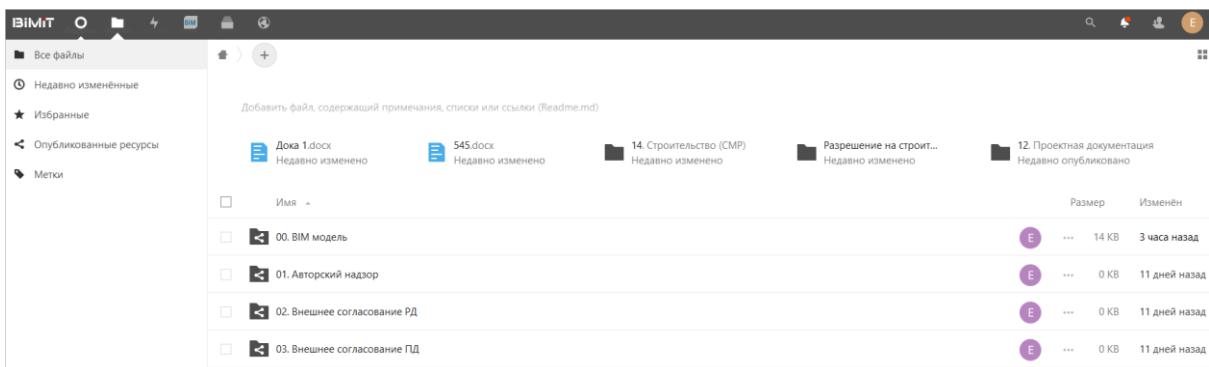 BiMiT
BIM
E
Все файлы
Недавно изменённые
Избранные
Опубликованные ресурсы
Метки
+
Добавить файл, содержащий примечания, списки или ссылки (Readme.md)
Дока 1.docx
Недавно изменено
545.docx
Недавно изменено
14. Строительство (СМР)
Недавно изменено
Разрешение на строит...
Недавно изменено
12. Проектная документация
Недавно опубликовано
Имя Размер Изменён
00. BIM модель E ... 14 KB 3 часа назад
01. Авторский надзор E ... 0 KB 11 дней назад
02. Внешнее согласование РД E ... 0 KB 11 дней назад
03. Внешнее согласование ПД E ... 0 KB 11 дней назад